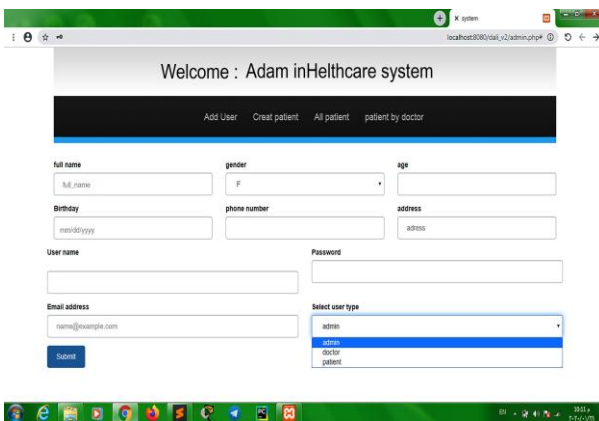 system
localhost:8080/dali_v2/admin.php#
Welcome : Adam inHelthcare system
Add User Creat patient All patient patient by doctor
full name gender age
full_name F
Birthday phone number address
mm/dd/yyyy adress
User name Password
Email address Select user type
name@example.com admin
admin
doctor
patient
Submit
EN